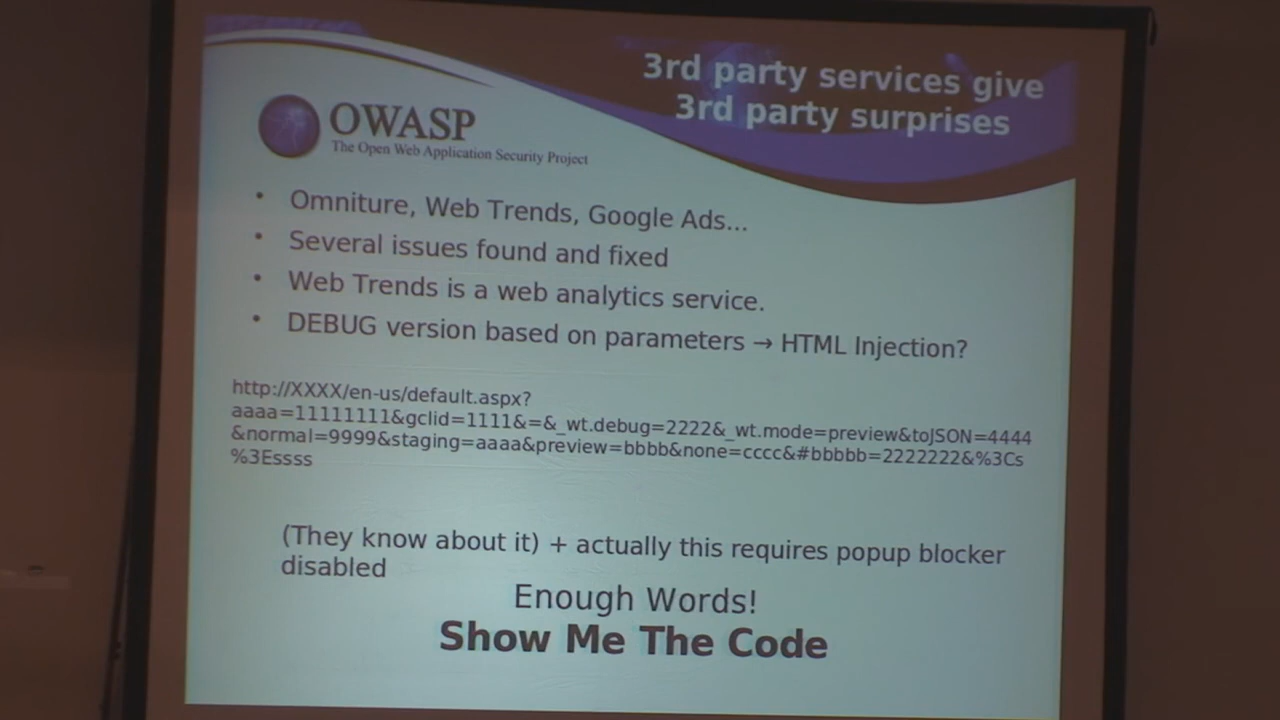 3rd party services give
3rd party surprises
OWASP
The Open Web Application Security Project
• Omniture, Web Trends, Google Ads...
• Several issues found and fixed
• Web Trends is a web analytics service.
• DEBUG version based on parameters → HTML Injection?
http://XXXX/en-us/default.aspx?
aaaa=11111111&gclid=1111&=&_wt.debug=2222&_wt.mode=preview&toJSON=4444
&normal=9999&staging=aaaa&preview=bbbb&none=cccc&#bbbbb=2222222&%3Cs
%3Essss
(They know about it) + actually this requires popup blocker
disabled
Enough Words!
Show Me The Code